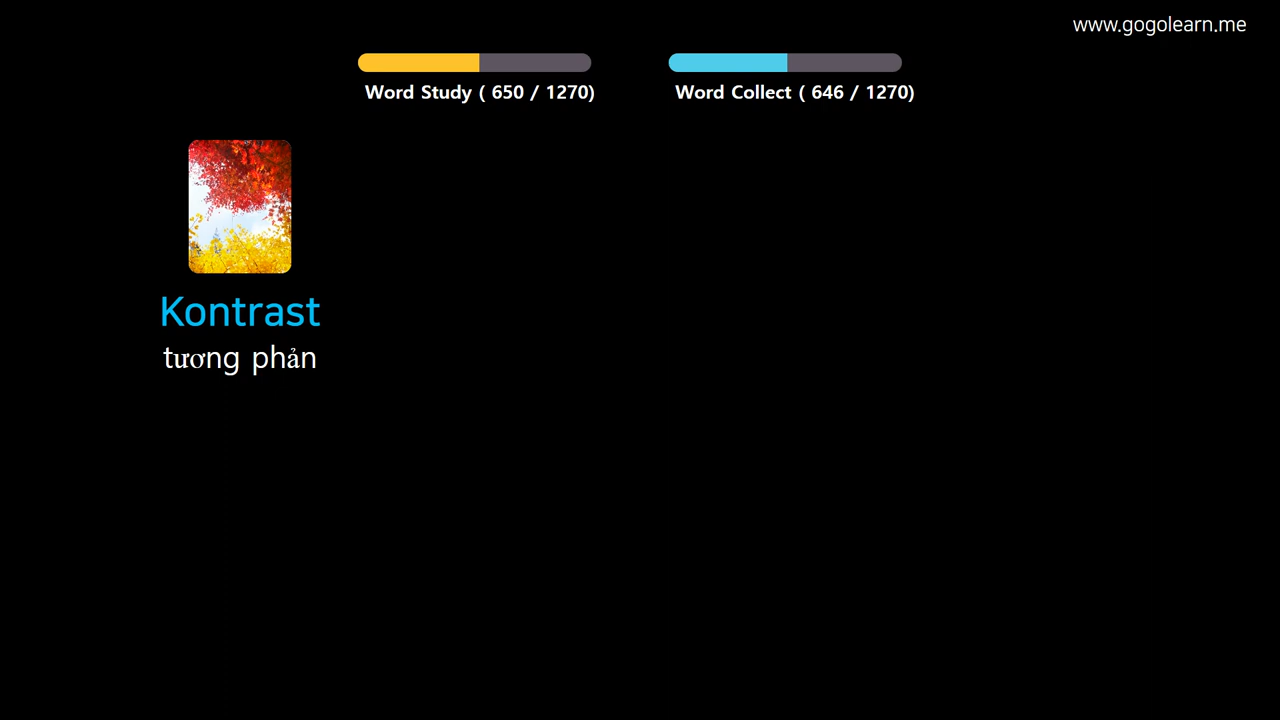 www.gogolearn.me
Word Study ( 650 / 1270)
Word Collect ( 646 / 1270)
Kontrast
tương phản